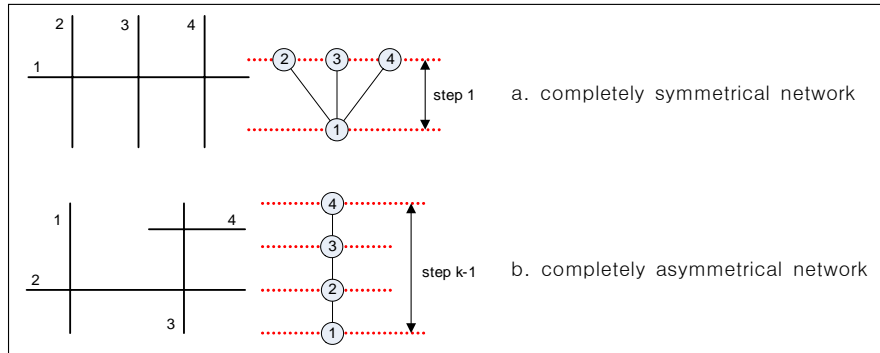 2 3 4
1
2 3 4
step 1
1
a. completely symmetrical network
1
4
2
3
4
3
2
1
step k-1
b. completely asymmetrical network